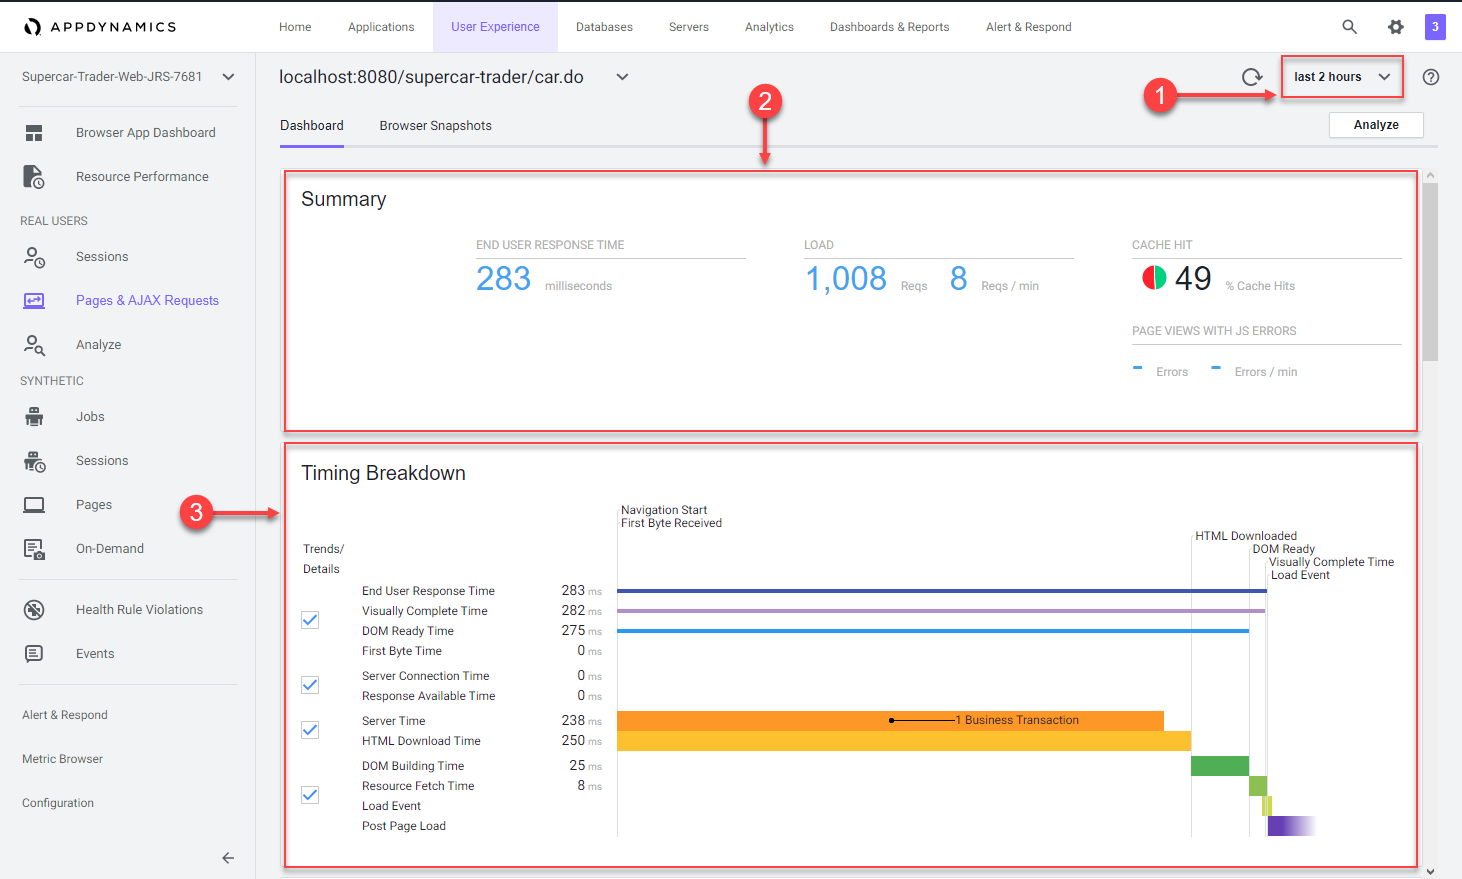 APPDYNAMICS
Home
Applications
User Experience
Databases
Servers
Analytics
Dashboards & Reports
Alert & Respond
3
Supercar-Trader-Web-JRS-7681
localhost:8080/supercar-trader/car.do
1
last 2 hours
2
Dashboard
Browser Snapshots
Analyze
Browser App Dashboard
Resource Performance
REAL USERS
Sessions
Pages & AJAX Requests
Analyze
SYNTHETIC
Jobs
Sessions
Pages
On-Demand
Health Rule Violations
Events
Alert & Respond
Metric Browser
Configuration
Summary
END USER RESPONSE TIME
283 milliseconds
LOAD
1,008 Reqs 8 Reqs / min
CACHE HIT
49 % Cache Hits
PAGE VIEWS WITH JS ERRORS
- Errors - Errors / min
3
Timing Breakdown
Navigation Start
First Byte Received
HTML Downloaded
DOM Ready
Visually Complete Time
Load Event
Trends/
Details
End User Response Time 283 ms
Visually Complete Time 282 ms
DOM Ready Time 275 ms
First Byte Time 0 ms
Server Connection Time 0 ms
Response Available Time 0 ms
Server Time 238 ms
1 Business Transaction
HTML Download Time 250 ms
DOM Building Time 25 ms
Resource Fetch Time 8 ms
Load Event
Post Page Load